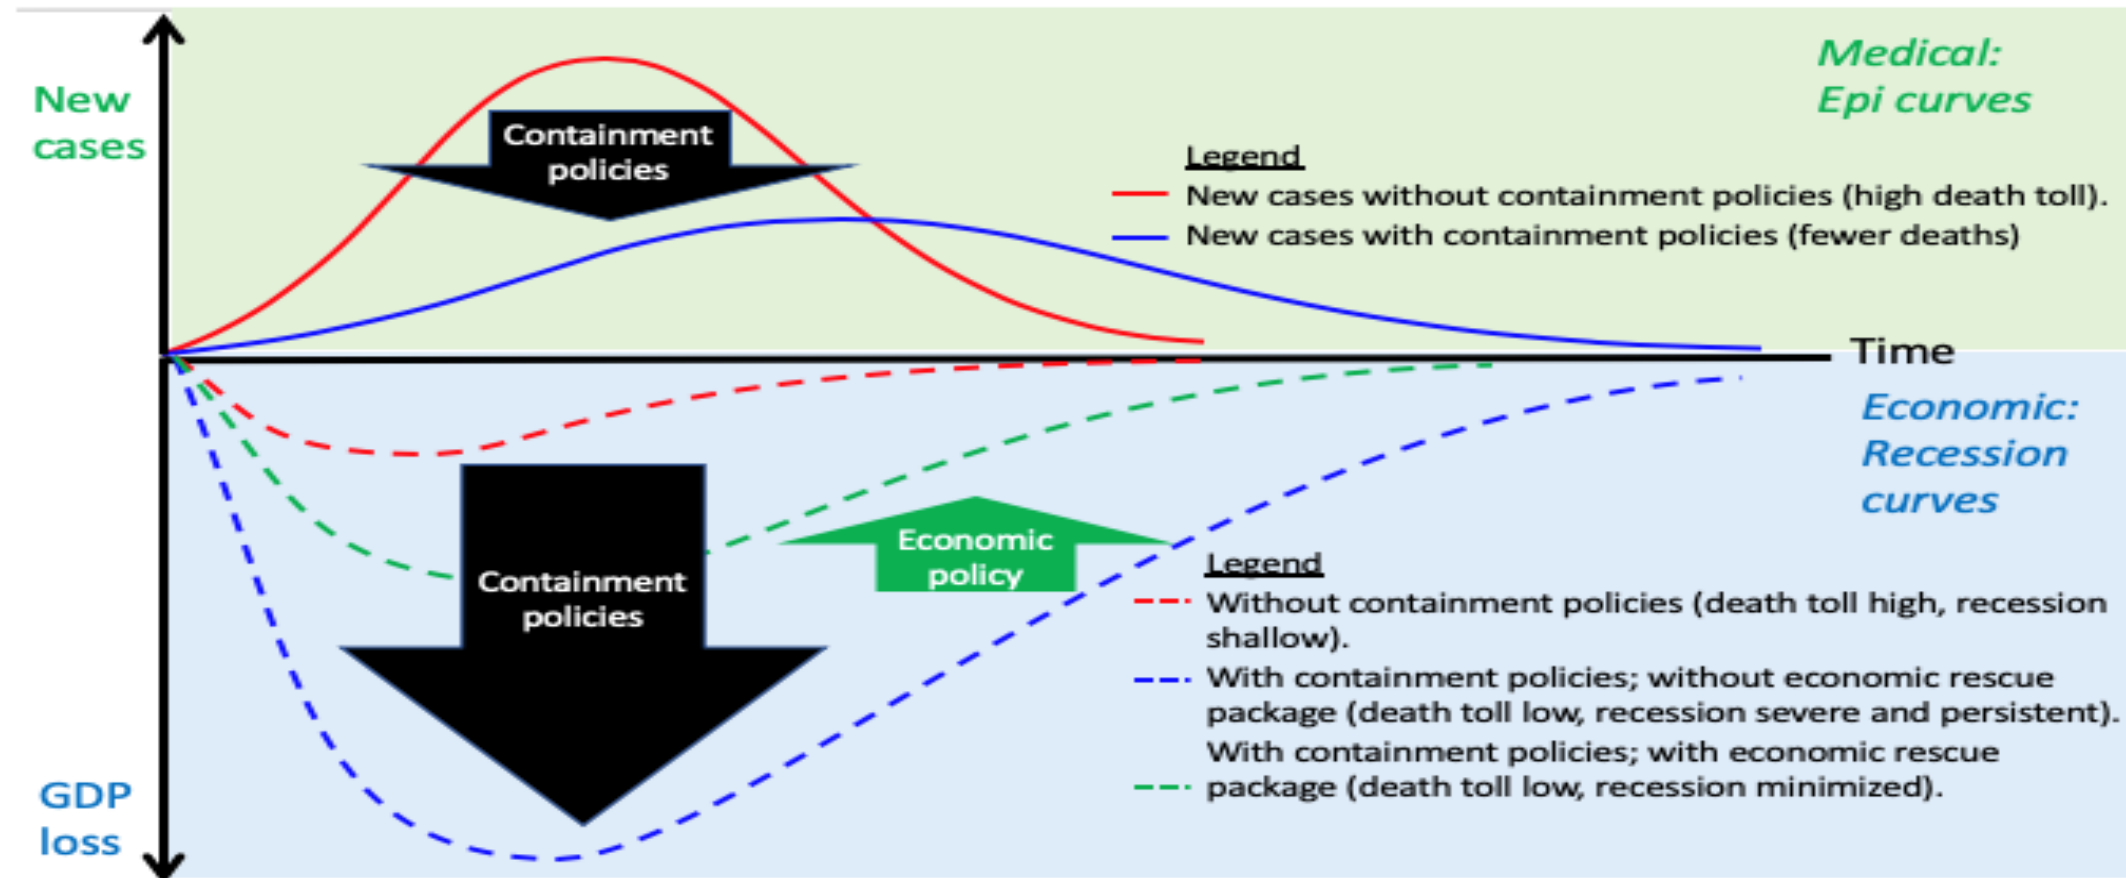 New
cases
Containment
policies
Medical:
Epi curves
Legend
New cases without containment policies (high death toll).
New cases with containment policies (fewer deaths)
Time
Economic:
Recession
curves
Containment
policies
Economic
policy
Legend
Without containment policies (death toll high, recession
shallow).
With containment policies; without economic rescue
package (death toll low, recession severe and persistent).
With containment policies; with economic rescue
package (death toll low, recession minimized).
GDP
loss